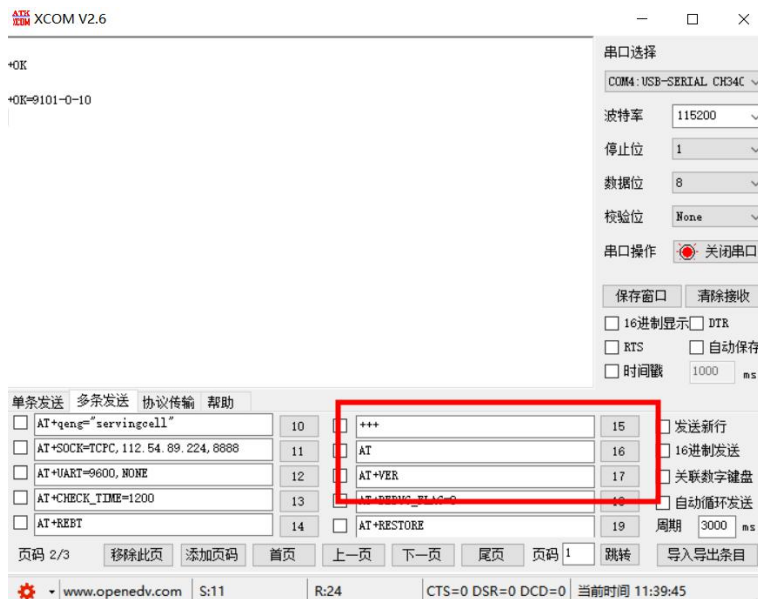 ATK XCOM XCOM V2.6
+OK
+OK=9101-0-10
串口选择
COM4:USB-SERIAL CH34C
波特率 115200
停止位 1
数据位 8
校验位 None
串口操作 关闭串口
保存窗口 清除接收
16进制显示 DTR
RTS 自动保存
时间戳 1000 ms
单条发送 多条发送 协议传输 帮助
AT+qeng="servingcell" 10 +++ 15 发送新行
AT+SOCK=TCPC,112.54.89.224,8888 11 AT 16 16进制发送
AT+UART=9600,NONE 12 AT+VER 17 关联数字键盘
AT+CHECK_TIME=1200 13 AT+DEBUG_FLAG=0 18 自动循环发送
AT+REBT 14 AT+RESTORE 19 周期 3000 ms
页码 2/3 移除此页 添加页码 首页 上一页 下一页 尾页 页码 1 跳转 导入导出条目
www.openedv.com S:11 R:24 CTS=0 DSR=0 DCD=0 当前时间 11:39:45